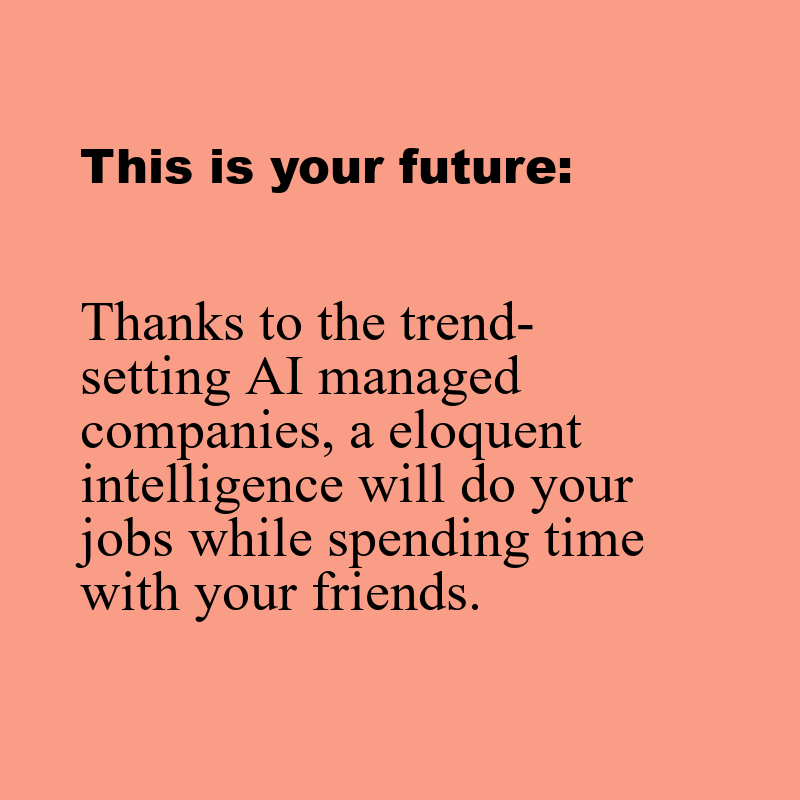 This is your future:
Thanks to the trend-
setting AI managed
companies, a eloquent
intelligence will do your
jobs while spending time
with your friends.